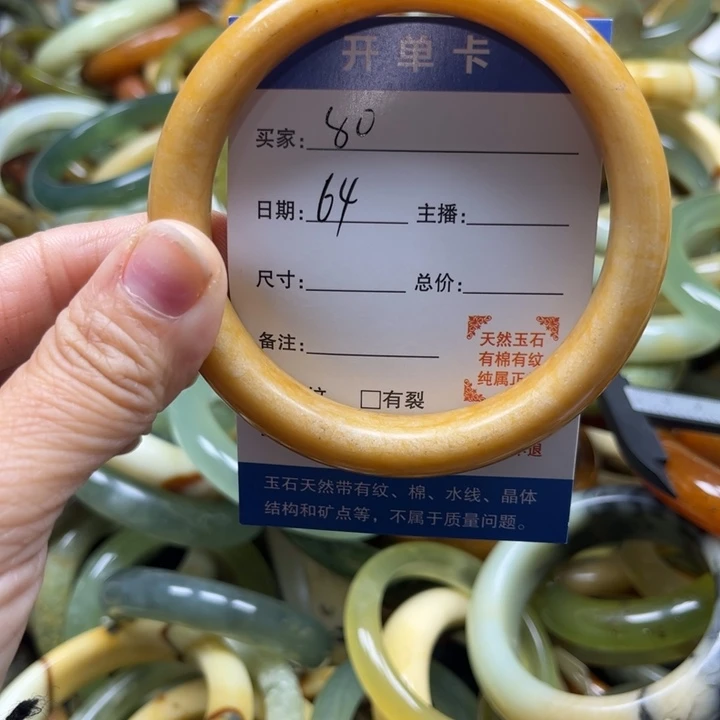 开单卡
买家: 80
日期: 64 主播:
尺寸: 总价:
备注:
天然玉石
有棉有纹
纯属正
纹 □有裂
退
玉石天然带有纹、棉、水线、晶体
结构和矿点等，不属于质量问题。